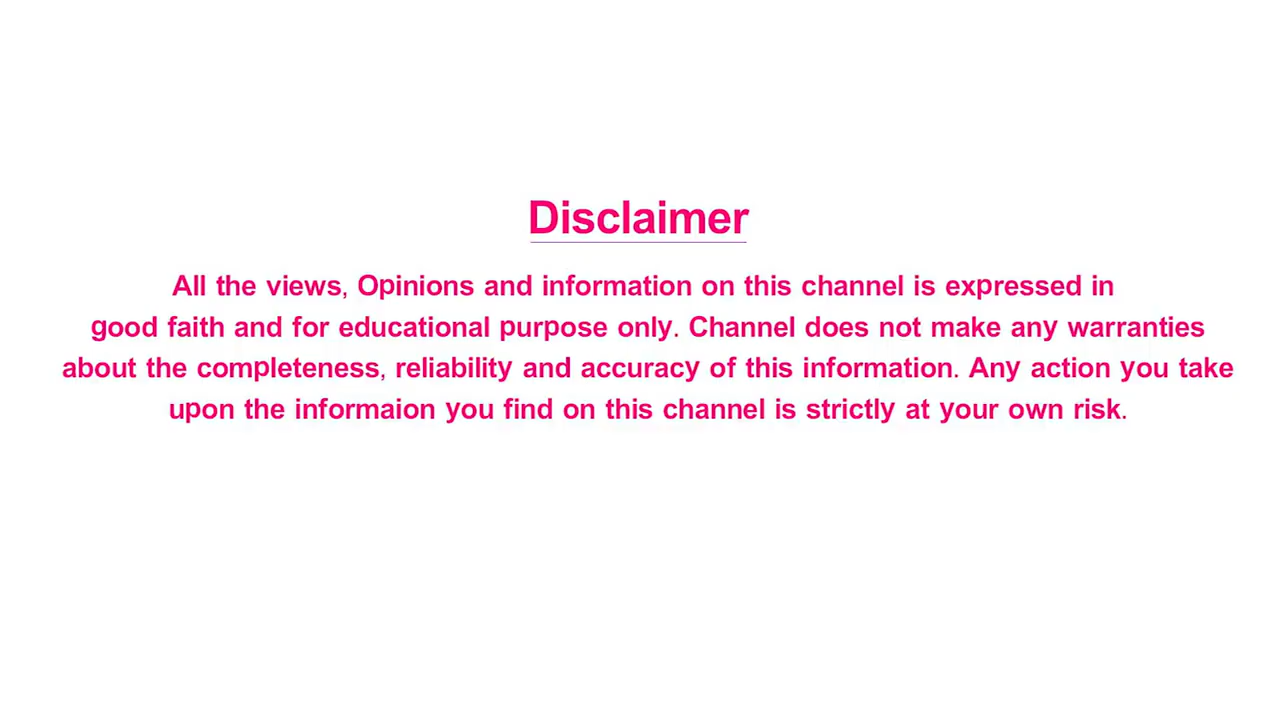 Disclaimer
All the views, Opinions and information on this channel is expressed in
good faith and for educational purpose only. Channel does not make any warranties
about the completeness, reliability and accuracy of this information. Any action you take
upon the informaion you find on this channel is strictly at your own risk.